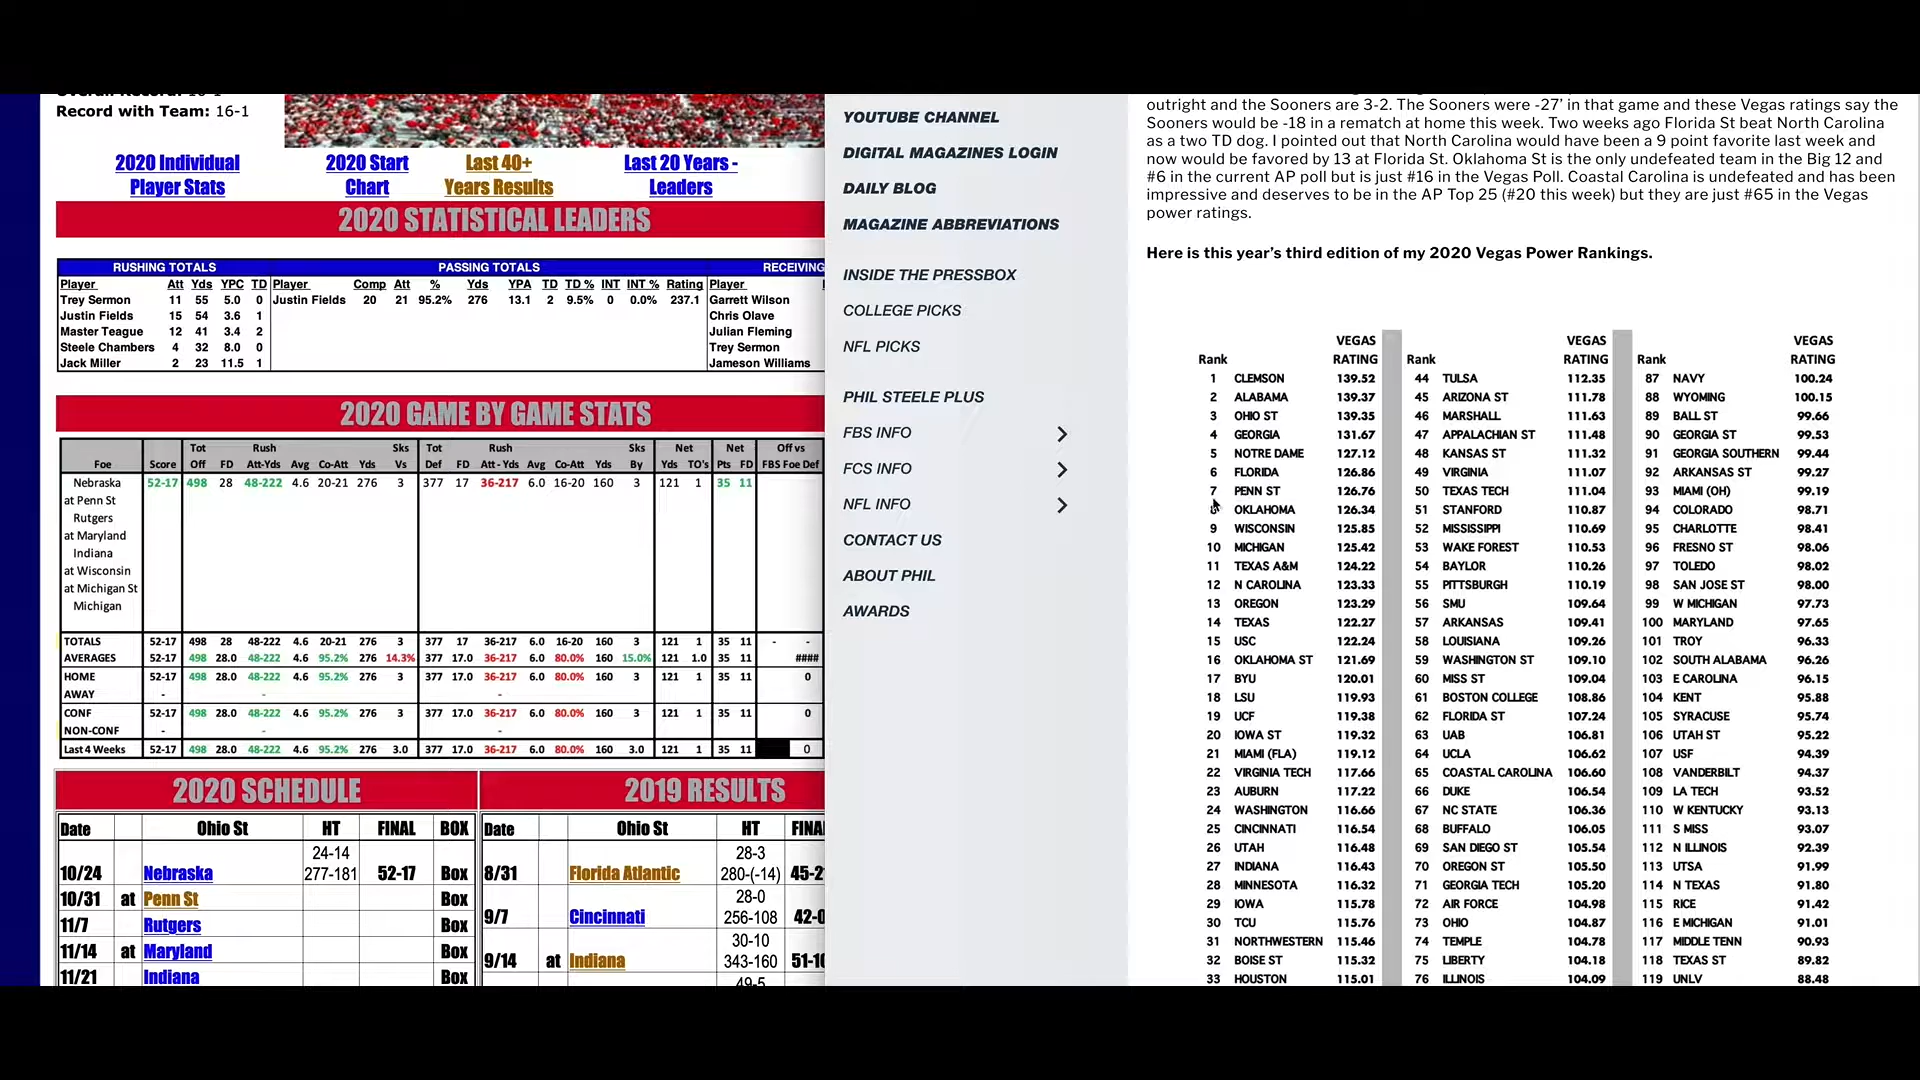 Record with Team: 16-1
2020 Individual
Player Stats
2020 Start
Chart
Last 40+
Years Results
Last 20 Years -
Leaders
2020 STATISTICAL LEADERS
RUSHING TOTALS PASSING TOTALS RECEIVING
Player Att Yds YPC TD Player Comp Att % Yds YPA TD TD % INT INT % Rating Player
Trey Sermon 11 55 5.0 0 Justin Fields 20 21 95.2% 276 13.1 2 9.5% 0 0.0% 237.1 Garrett Wilson
Justin Fields 15 54 3.6 1 Chris Olave
Master Teague 12 41 3.4 2 Julian Fleming
Steele Chambers 4 32 8.0 0 Trey Sermon
Jack Miller 2 23 11.5 1 Jameson Williams
2020 GAME BY GAME STATS
Tot Rush Sks Tot Rush Sks Net Net Off vs
Foe Score Off FD Att-Yds Avg Co-Att Yds Vs Def FD Att - Yds Avg Co-Att Yds By Yds TO's Pts FD FBS Foe Def
Nebraska 52-17 498 28 48-222 4.6 20-21 276 3 377 17 36-217 6.0 16-20 160 3 121 1 35 11
at Penn St
Rutgers
at Maryland
Indiana
at Wisconsin
at Michigan St
Michigan
TOTALS 52-17 498 28 48-222 4.6 20-21 276 3 377 17 36-217 6.0 16-20 160 3 121 1 35 11 - -
AVERAGES 52-17 498 28.0 48-222 4.6 95.2% 276 14.3% 377 17.0 36-217 6.0 80.0% 160 15.0% 121 1.0 35 11 ####
HOME 52-17 498 28.0 48-222 4.6 95.2% 276 3 377 17.0 36-217 6.0 80.0% 160 3 121 1 35 11 0
AWAY - - -
CONF 52-17 498 28.0 48-222 4.6 95.2% 276 3 377 17.0 36-217 6.0 80.0% 160 3 121 1 35 11 0
NON-CONF - - -
Last 4 Weeks 52-17 498 28.0 48-222 4.6 95.2% 276 3.0 377 17.0 36-217 6.0 80.0% 160 3.0 121 1 35 11 0
2020 SCHEDULE
Date Ohio St HT FINAL BOX
24-14
10/24 Nebraska 277-181 52-17 Box
10/31 at Penn St Box
11/7 Rutgers Box
11/14 at Maryland Box
11/21 Indiana Box
2019 RESULTS
Date Ohio St HT FINA
28-3
8/31 Florida Atlantic 280-(-14) 45-2
28-0
9/7 Cincinnati 256-108 42-0
30-10
9/14 at Indiana 343-160 51-10
49-5
YOUTUBE CHANNEL
DIGITAL MAGAZINES LOGIN
DAILY BLOG
MAGAZINE ABBREVIATIONS
INSIDE THE PRESSBOX
COLLEGE PICKS
NFL PICKS
PHIL STEELE PLUS
FBS INFO
FCS INFO
NFL INFO
CONTACT US
ABOUT PHIL
AWARDS
outright and the Sooners are 3-2. The Sooners were -27' in that game and these Vegas ratings say the
Sooners would be -18 in a rematch at home this week. Two weeks ago Florida St beat North Carolina
as a two TD dog. I pointed out that North Carolina would have been a 9 point favorite last week and
now would be favored by 13 at Florida St. Oklahoma St is the only undefeated team in the Big 12 and
#6 in the current AP poll but is just #16 in the Vegas Poll. Coastal Carolina is undefeated and has been
impressive and deserves to be in the AP Top 25 (#20 this week) but they are just #65 in the Vegas
power ratings.
Here is this year's third edition of my 2020 Vegas Power Rankings.
VEGAS VEGAS VEGAS
Rank RATING Rank RATING Rank RATING
1 CLEMSON 139.52 44 TULSA 112.35 87 NAVY 100.24
2 ALABAMA 139.37 45 ARIZONA ST 111.78 88 WYOMING 100.15
3 OHIO ST 139.35 46 MARSHALL 111.63 89 BALL ST 99.66
4 GEORGIA 131.67 47 APPALACHIAN ST 111.48 90 GEORGIA ST 99.53
5 NOTRE DAME 127.12 48 KANSAS ST 111.32 91 GEORGIA SOUTHERN 99.44
6 FLORIDA 126.86 49 VIRGINIA 111.07 92 ARKANSAS ST 99.27
7 PENN ST 126.76 50 TEXAS TECH 111.04 93 MIAMI (OH) 99.19
8 OKLAHOMA 126.34 51 STANFORD 110.87 94 COLORADO 98.71
9 WISCONSIN 125.85 52 MISSISSIPPI 110.69 95 CHARLOTTE 98.41
10 MICHIGAN 125.42 53 WAKE FOREST 110.53 96 FRESNO ST 98.06
11 TEXAS A&M 124.22 54 BAYLOR 110.26 97 TOLEDO 98.02
12 N CAROLINA 123.33 55 PITTSBURGH 110.19 98 SAN JOSE ST 98.00
13 OREGON 123.29 56 SMU 109.64 99 W MICHIGAN 97.73
14 TEXAS 122.27 57 ARKANSAS 109.41 100 MARYLAND 97.65
15 USC 122.24 58 LOUISIANA 109.26 101 TROY 96.33
16 OKLAHOMA ST 121.69 59 WASHINGTON ST 109.10 102 SOUTH ALABAMA 96.26
17 BYU 120.01 60 MISS ST 109.04 103 E CAROLINA 96.15
18 LSU 119.93 61 BOSTON COLLEGE 108.86 104 KENT 95.88
19 UCF 119.38 62 FLORIDA ST 107.24 105 SYRACUSE 95.74
20 IOWA ST 119.32 63 UAB 106.81 106 UTAH ST 95.22
21 MIAMI (FLA) 119.12 64 UCLA 106.62 107 USF 94.39
22 VIRGINIA TECH 117.66 65 COASTAL CAROLINA 106.60 108 VANDERBILT 94.37
23 AUBURN 117.22 66 DUKE 106.54 109 LA TECH 93.52
24 WASHINGTON 116.66 67 NC STATE 106.36 110 W KENTUCKY 93.13
25 CINCINNATI 116.54 68 BUFFALO 106.05 111 S MISS 93.07
26 UTAH 116.48 69 SAN DIEGO ST 105.54 112 N ILLINOIS 92.39
27 INDIANA 116.43 70 OREGON ST 105.50 113 UTSA 91.99
28 MINNESOTA 116.32 71 GEORGIA TECH 105.20 114 N TEXAS 91.80
29 IOWA 115.78 72 AIR FORCE 104.98 115 RICE 91.42
30 TCU 115.76 73 OHIO 104.87 116 E MICHIGAN 91.01
31 NORTHWESTERN 115.46 74 TEMPLE 104.78 117 MIDDLE TENN 90.93
32 BOISE ST 115.32 75 LIBERTY 104.18 118 TEXAS ST 89.82
33 HOUSTON 115.01 76 ILLINOIS 104.09 119 UNLV 88.48